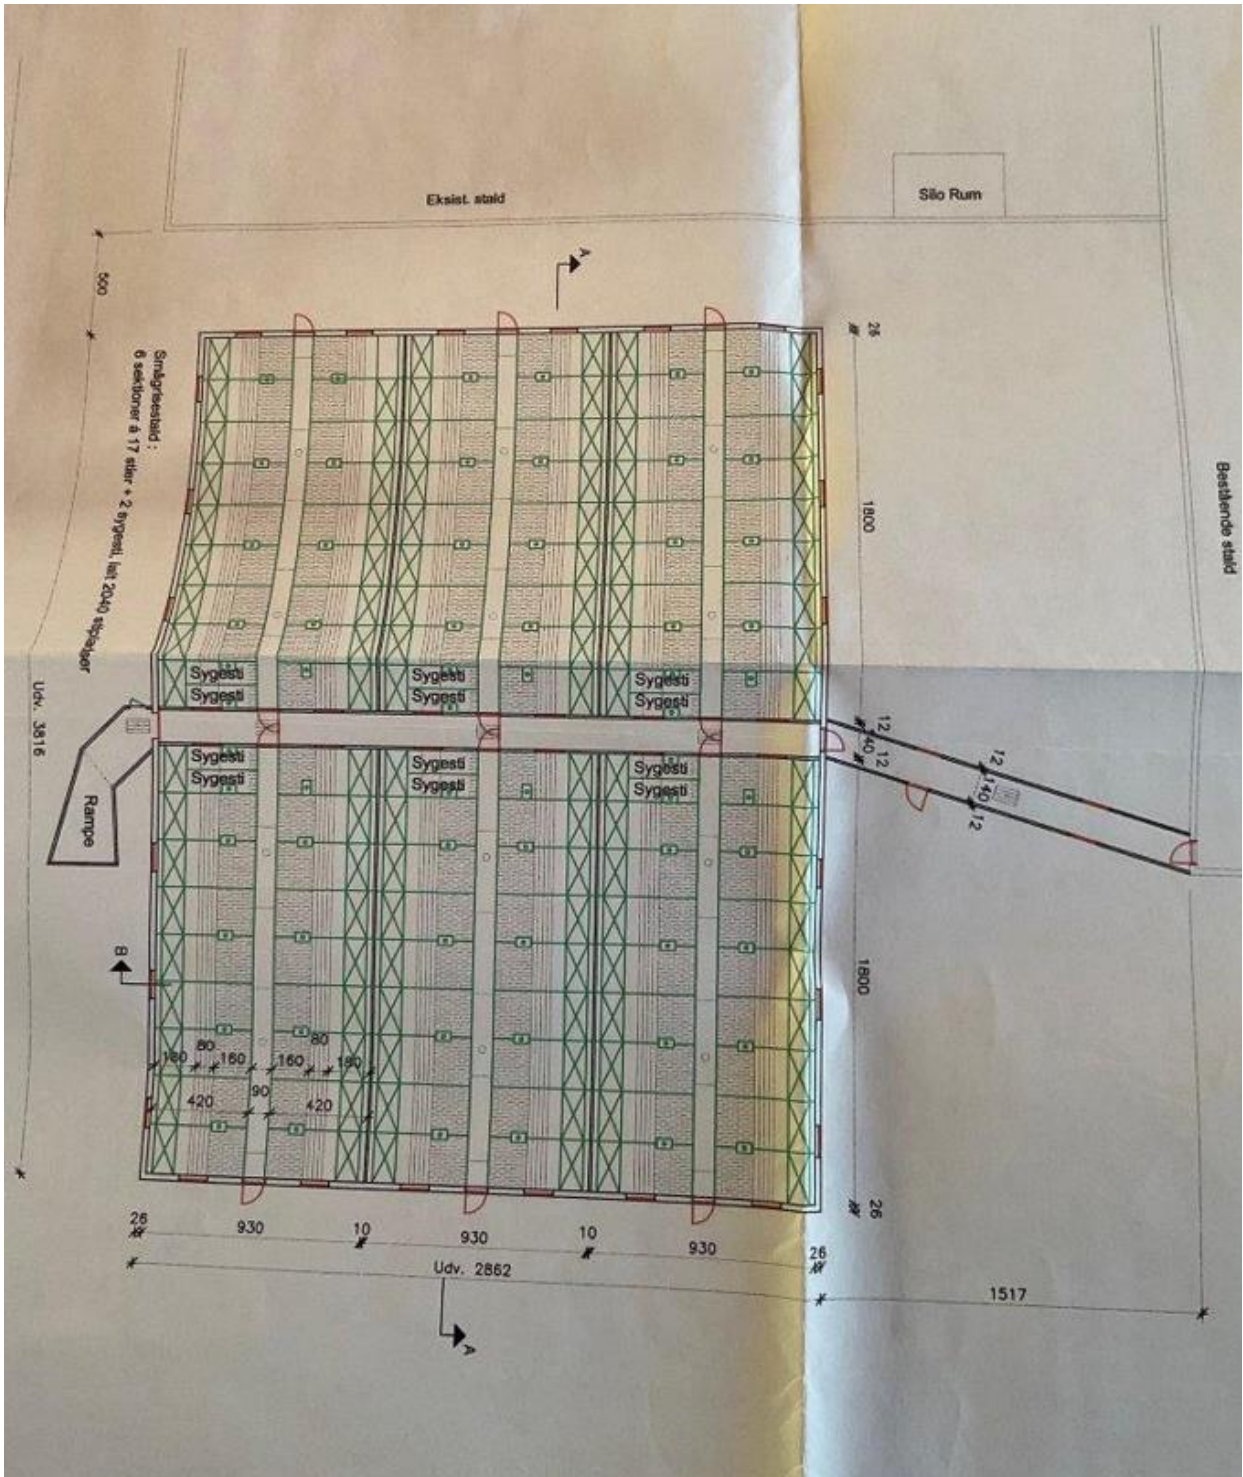 Eksist. stald
Silo Rum
Bestående stald
A
500
26
1800
Smågrisestald :
6 sektioner á 17 stier + 2 sygesti, ialt 2040 stipladser
Sygesti
Sygesti
Sygesti
Sygesti
Sygesti
Sygesti
Sygesti
Sygesti
Sygesti
Sygesti
Sygesti
Sygesti
12
140
12
12
140
12
Udv. 3816
Rampe
B
1800
180
80
160
160
80
180
420
90
420
26
26
930
10
930
10
930
26
Udv. 2862
1517
A